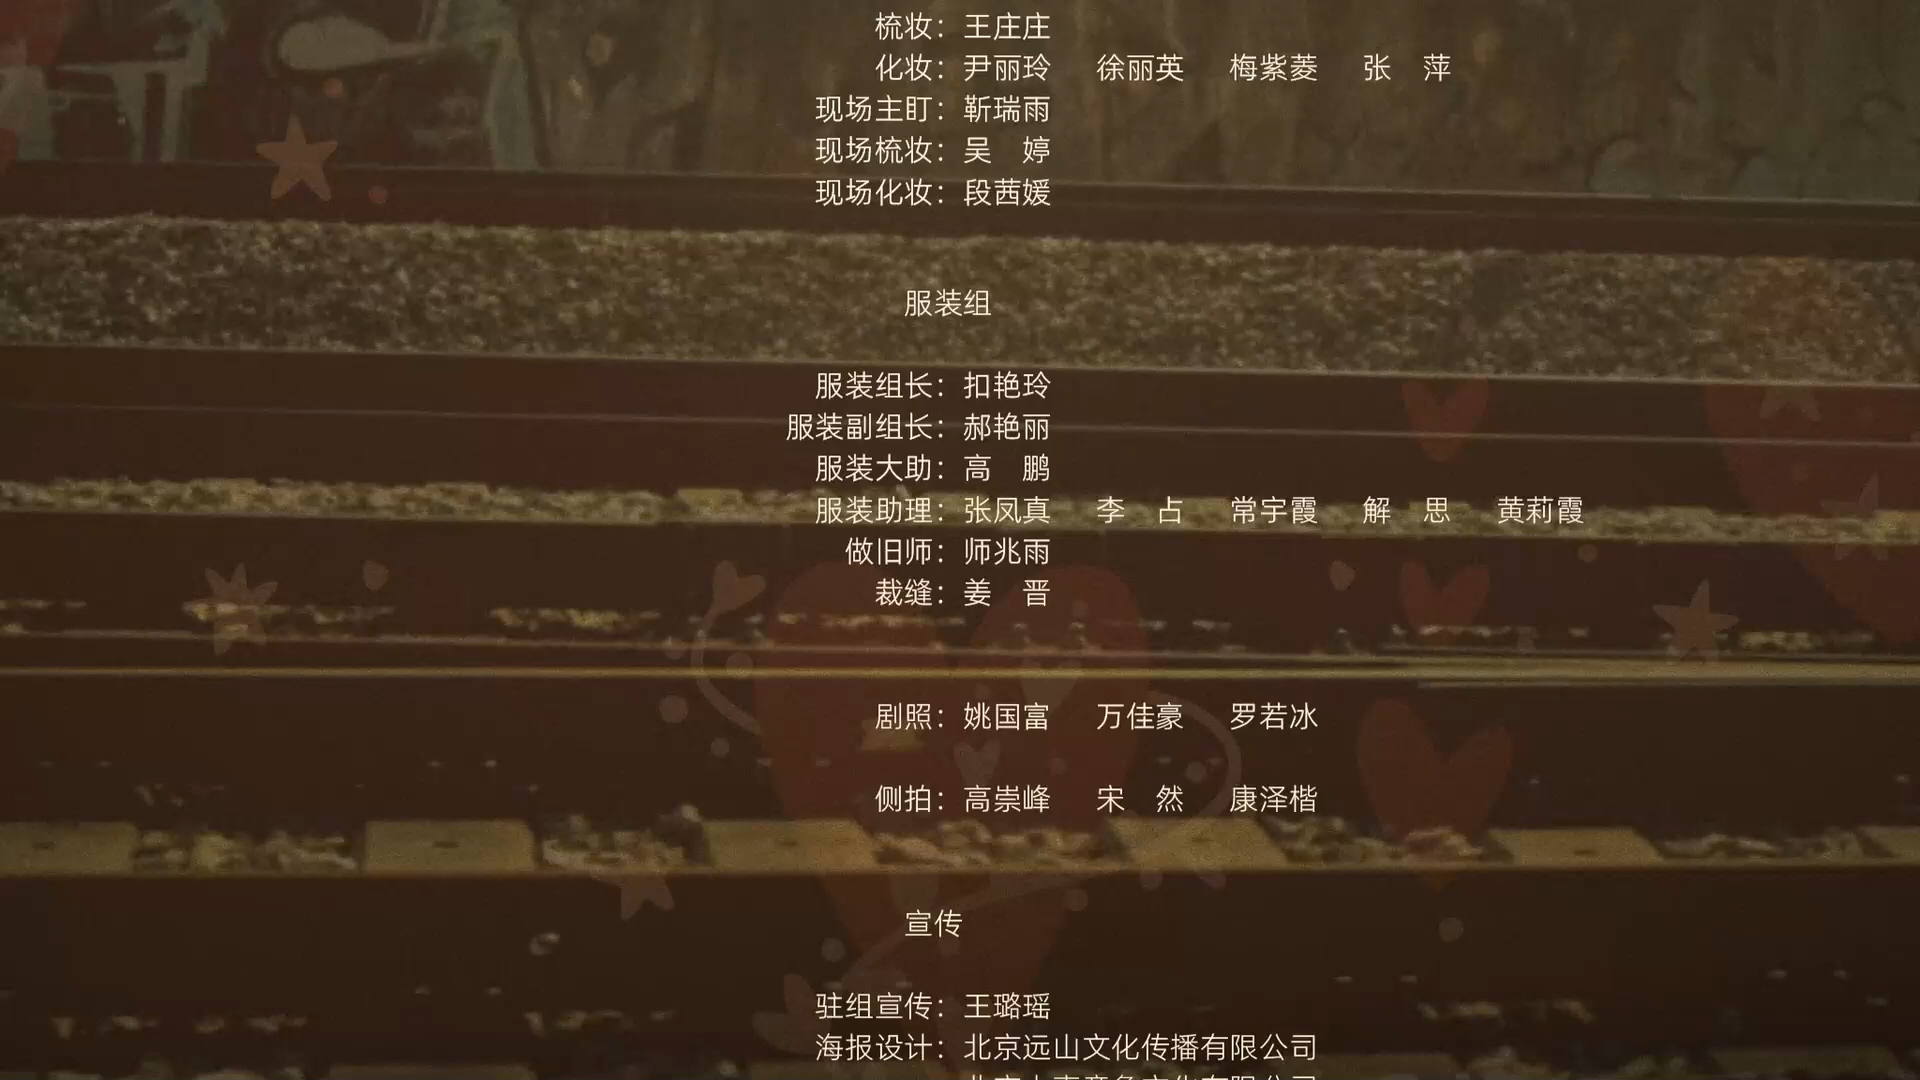 梳妆：王庄庄
化妆：尹丽玲 徐丽英 梅紫菱 张 萍
现场主盯：靳瑞雨
现场梳妆：吴 婷
现场化妆：段茜媛
服装组
服装组长：扣艳玲
服装副组长：郝艳丽
服装大助：高 鹏
服装助理：张凤真 李 占 常宇霞 解 思 黄莉霞
做旧师：师兆雨
裁缝：姜 晋
剧照：姚国富 万佳豪 罗若冰
侧拍：高崇峰 宋 然 康泽楷
宣传
驻组宣传：王璐瑶
海报设计：北京远山文化传播有限公司